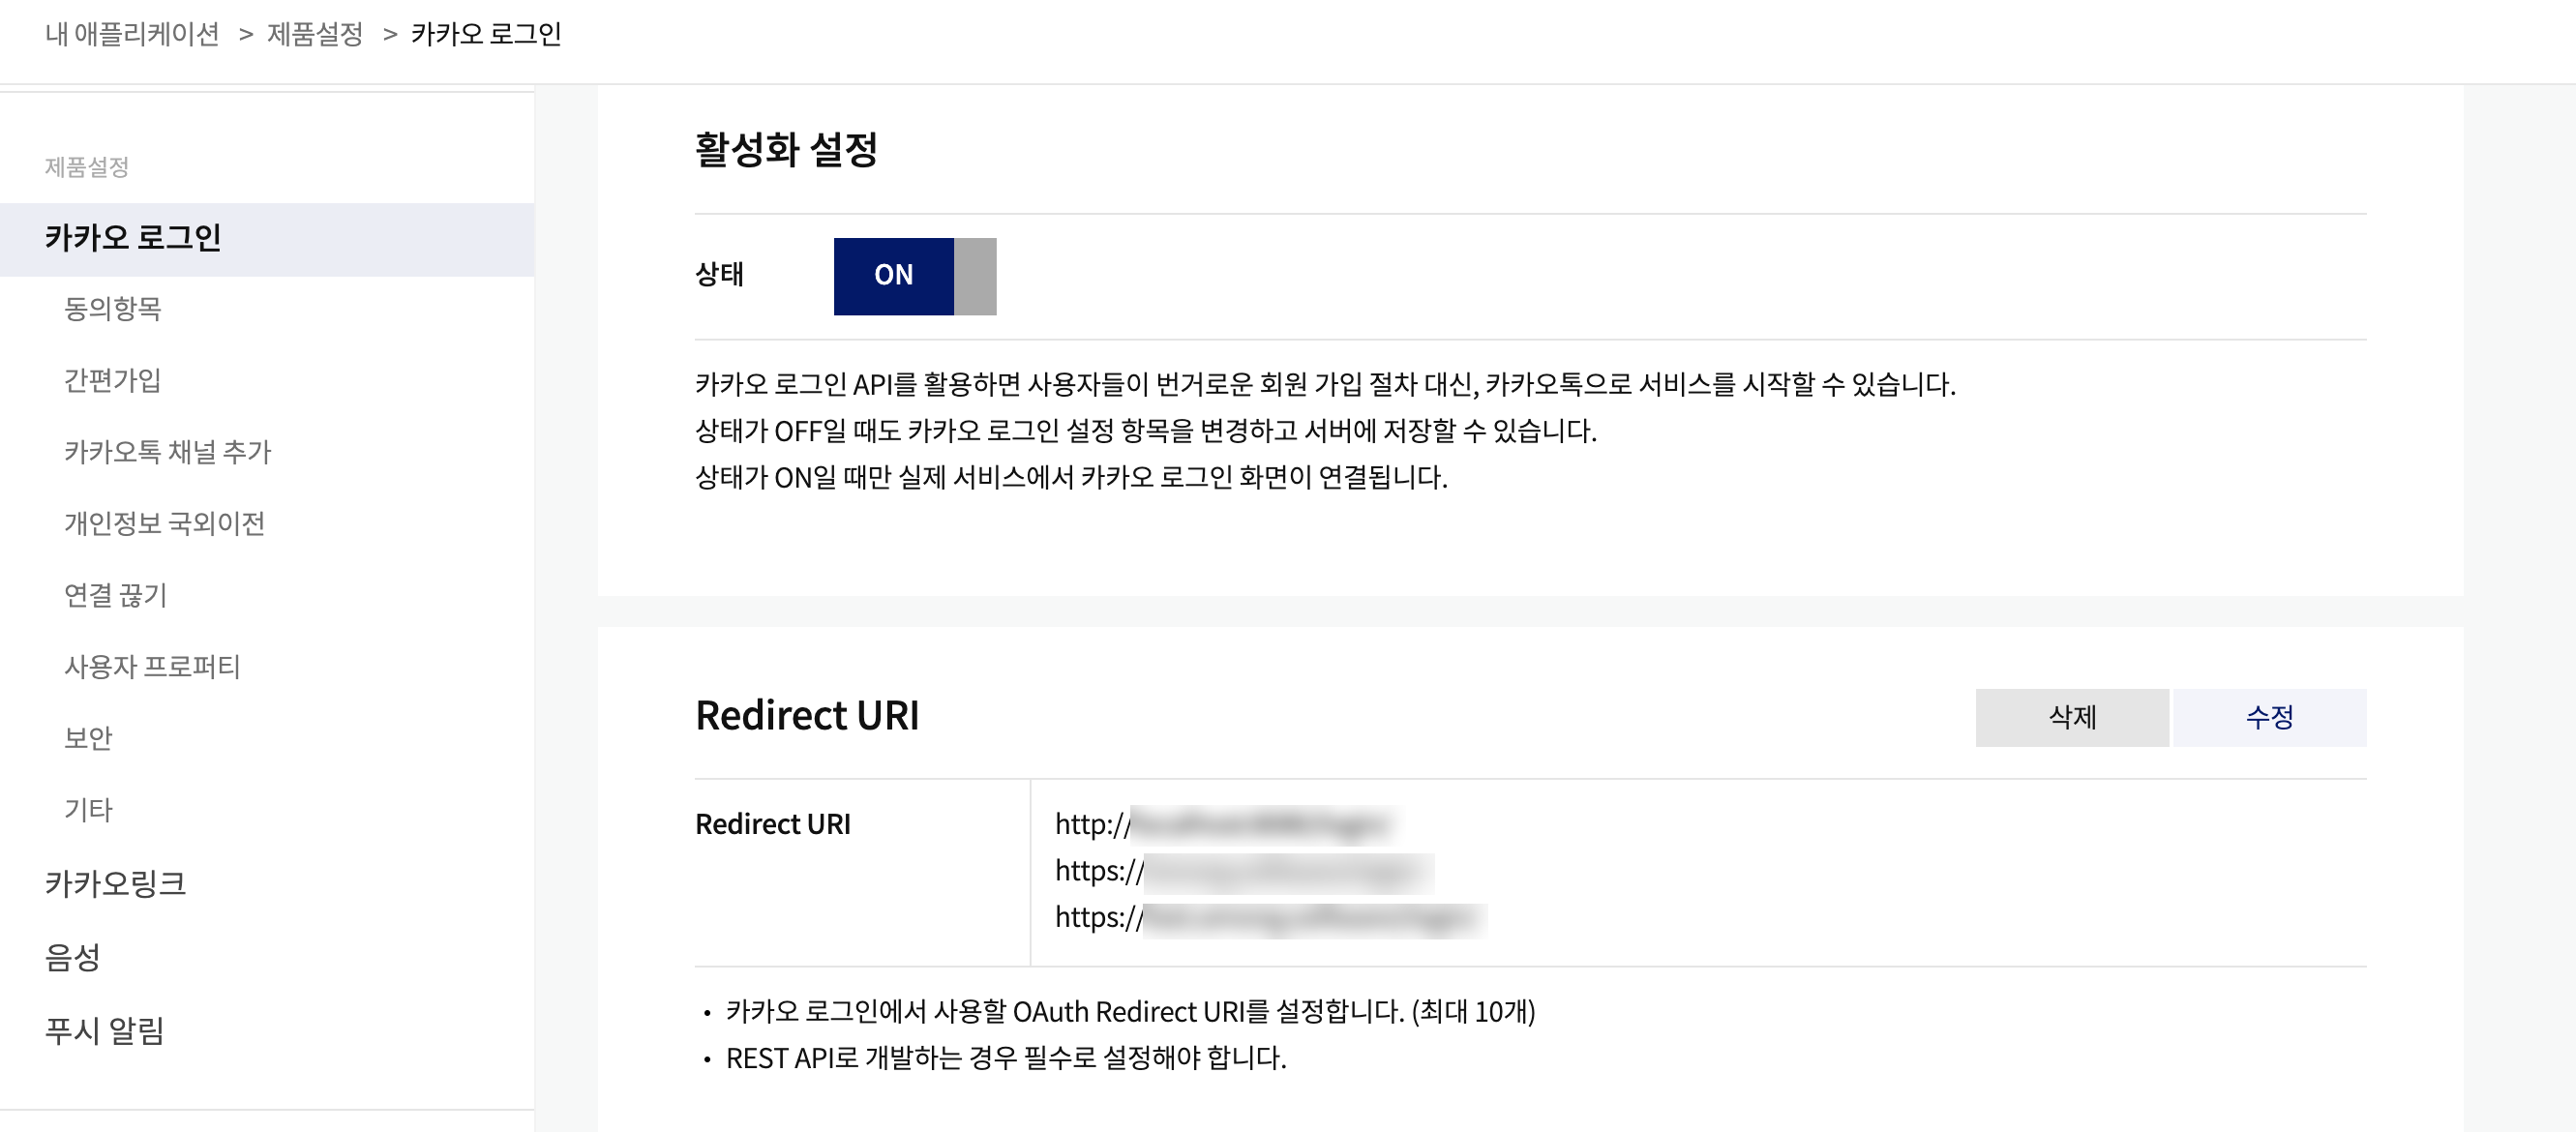 내 애플리케이션 > 제품설정 > 카카오 로그인
제품설정
카카오 로그인
동의항목
간편가입
카카오톡 채널 추가
개인정보 국외이전
연결 끊기
사용자 프로퍼티
보안
기타
카카오링크
음성
푸시 알림
활성화 설정
상태 ON
카카오 로그인 API를 활용하면 사용자들이 번거로운 회원 가입 절차 대신, 카카오톡으로 서비스를 시작할 수 있습니다.
상태가 OFF일 때도 카카오 로그인 설정 항목을 변경하고 서버에 저장할 수 있습니다.
상태가 ON일 때만 실제 서비스에서 카카오 로그인 화면이 연결됩니다.
Redirect URI 삭제 수정
Redirect URI http://
https://
https://
• 카카오 로그인에서 사용할 OAuth Redirect URI를 설정합니다. (최대 10개)
• REST API로 개발하는 경우 필수로 설정해야 합니다.